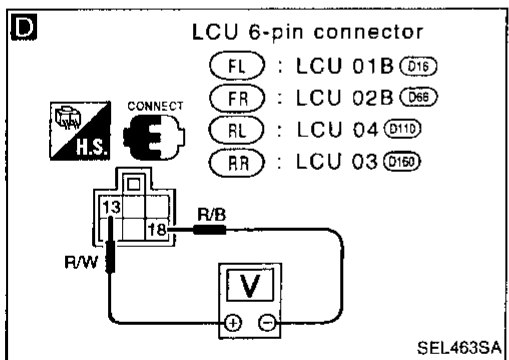 D
LCU 6-pin connector
FL : LCU 01B D16
FR : LCU 02B D66
RL : LCU 04 D110
RR : LCU 03 D160
CONNECT
H.S.
13
18
R/B
R/W
V
+ −
SEL463SA